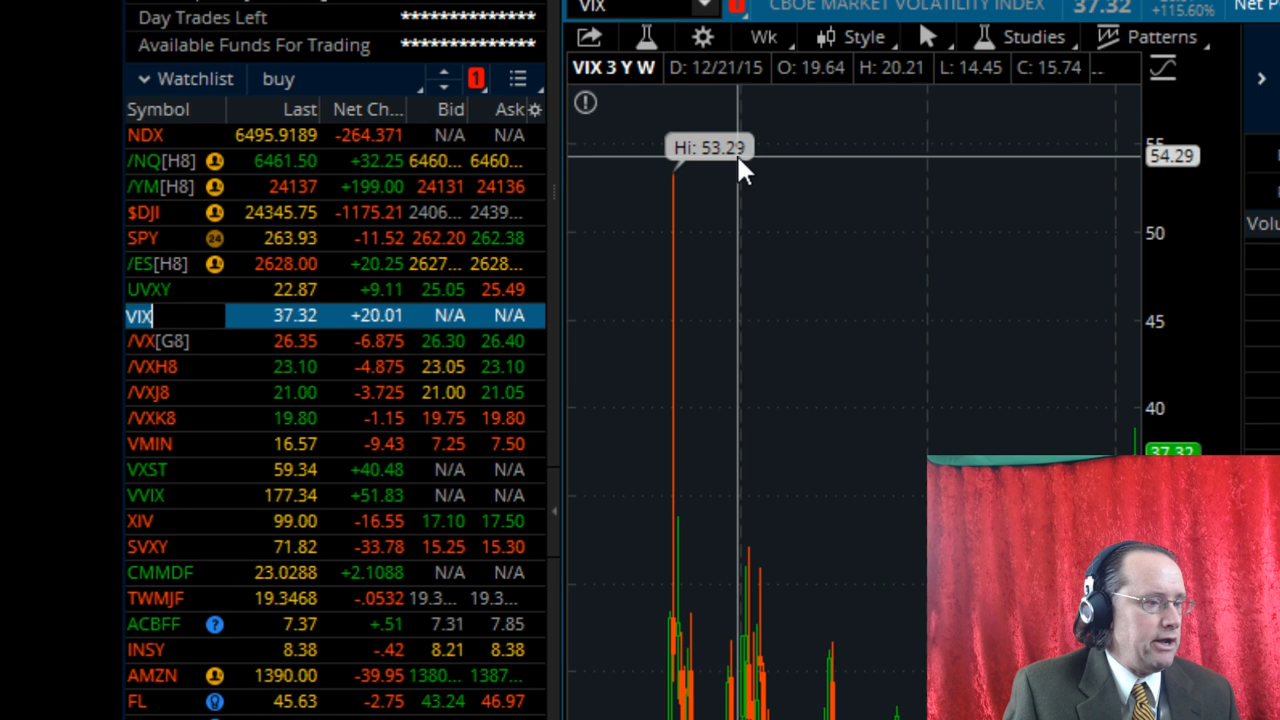 Day Trades Left **************
Available Funds For Trading **************
Watchlist buy 1
Symbol Last Net Ch... Bid Ask
NDX 6495.9189 -264.371 N/A N/A
/NQ[H8] 6461.50 +32.25 6460... 6460...
/YM[H8] 24137 +199.00 24131 24136
$DJI 24345.75 -1175.21 2406... 2439...
SPY 24 263.93 -11.52 262.20 262.38
/ES[H8] 2628.00 +20.25 2627... 2628...
UVXY 22.87 +9.11 25.05 25.49
VIX 37.32 +20.01 N/A N/A
/VX[G8] 26.35 -6.875 26.30 26.40
/VXH8 23.10 -4.875 23.05 23.10
/VXJ8 21.00 -3.725 21.00 21.05
/VXK8 19.80 -1.15 19.75 19.80
VMIN 16.57 -9.43 7.25 7.50
VXST 59.34 +40.48 N/A N/A
VVIX 177.34 +51.83 N/A N/A
XIV 99.00 -16.55 17.10 17.50
SVXY 71.82 -33.78 15.25 15.30
CMMDF 23.0288 +2.1088 N/A N/A
TWMJF 19.3468 -.0532 19.3... 19.3...
ACBFF ? 7.37 +.51 7.31 7.85
INSY 8.38 -.42 8.21 8.38
AMZN 1390.00 -39.95 1380... 1387...
FL 45.63 -2.75 43.24 46.97
VIX CBOE MARKET VOLATILITY INDEX 37.32 +115.60% Net
Wk Style Studies Patterns
VIX 3 Y W D: 12/21/15 O: 19.64 H: 20.21 L: 14.45 C: 15.74 ...
Hi: 53.29
55
54.29
50
45
40
37.32